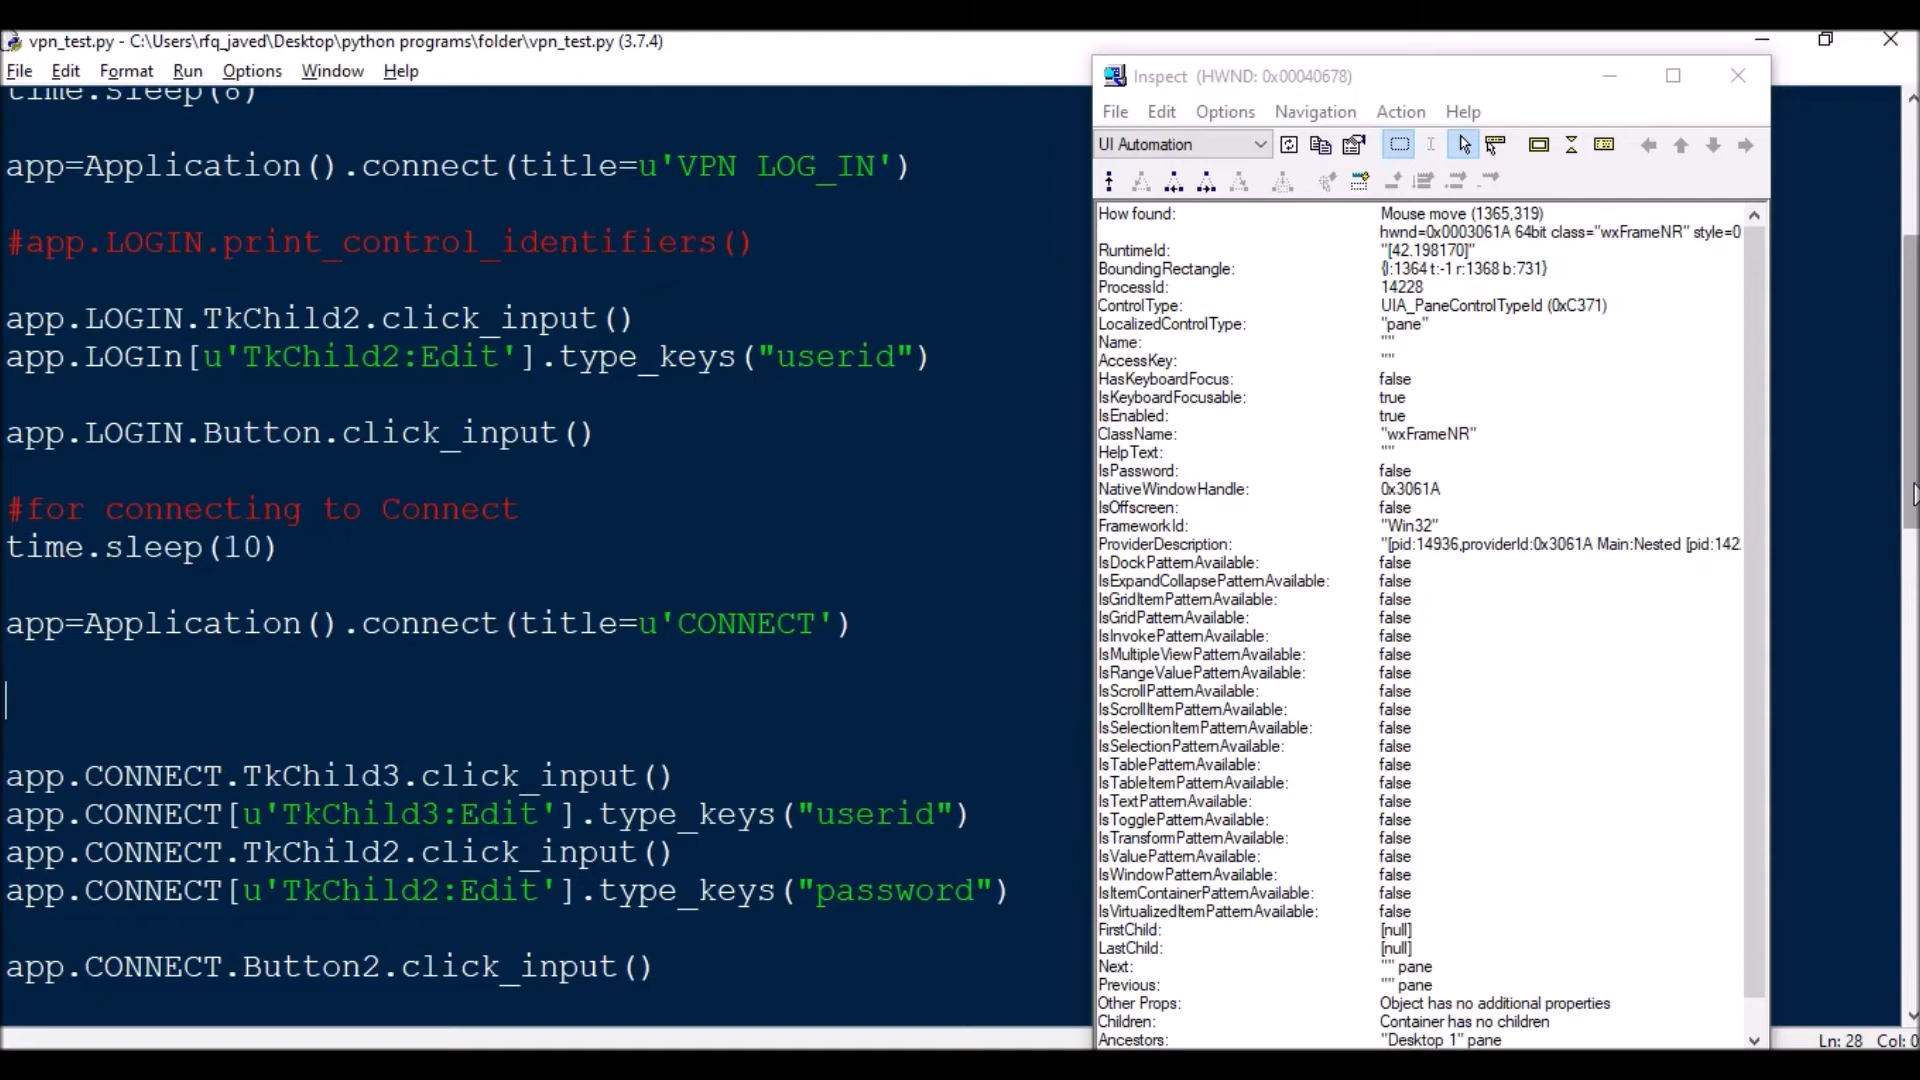 vpn_test.py - C:\Users\rfq_javed\Desktop\python programs\folder\vpn_test.py (3.7.4)
File Edit Format Run Options Window Help
app=Application().connect(title=u'VPN LOG_IN')
#app.LOGIN.print_control_identifiers()
app.LOGIN.TkChild2.click_input()
app.LOGIn[u'TkChild2:Edit'].type_keys("userid")
app.LOGIN.Button.click_input()
#for connecting to Connect
time.sleep(10)
app=Application().connect(title=u'CONNECT')
app.CONNECT.TkChild3.click_input()
app.CONNECT[u'TkChild3:Edit'].type_keys("userid")
app.CONNECT.TkChild2.click_input()
app.CONNECT[u'TkChild2:Edit'].type_keys("password")
app.CONNECT.Button2.click_input()
Inspect (HWND: 0x00040678)
File Edit Options Navigation Action Help
UI Automation
How found: Mouse move (1365,319)
hwnd=0x0003061A 64bit class="wxFrameNR" style=0
RuntimeId: "[42.198170]"
BoundingRectangle: {l:1364 t:-1 r:1368 b:731}
ProcessId: 14228
ControlType: UIA_PaneControlTypeId (0xC371)
LocalizedControlType: "pane"
Name: ""
AccessKey: ""
HasKeyboardFocus: false
IsKeyboardFocusable: true
IsEnabled: true
ClassName: "wxFrameNR"
HelpText: ""
IsPassword: false
NativeWindowHandle: 0x3061A
IsOffscreen: false
FrameworkId: "Win32"
ProviderDescription: "[pid:14936,providerId:0x3061A Main:Nested [pid:142
IsDockPatternAvailable: false
IsExpandCollapsePatternAvailable: false
IsGridItemPatternAvailable: false
IsGridPatternAvailable: false
IsInvokePatternAvailable: false
IsMultipleViewPatternAvailable: false
IsRangeValuePatternAvailable: false
IsScrollPatternAvailable: false
IsScrollItemPatternAvailable: false
IsSelectionItemPatternAvailable: false
IsSelectionPatternAvailable: false
IsTablePatternAvailable: false
IsTableItemPatternAvailable: false
IsTextPatternAvailable: false
IsTogglePatternAvailable: false
IsTransformPatternAvailable: false
IsValuePatternAvailable: false
IsWindowPatternAvailable: false
IsItemContainerPatternAvailable: false
IsVirtualizedItemPatternAvailable: false
FirstChild: [null]
LastChild: [null]
Next: "" pane
Previous: "" pane
Other Props: Object has no additional properties
Children: Container has no children
Ancestors: "Desktop 1" pane
Ln: 28 Col: 0